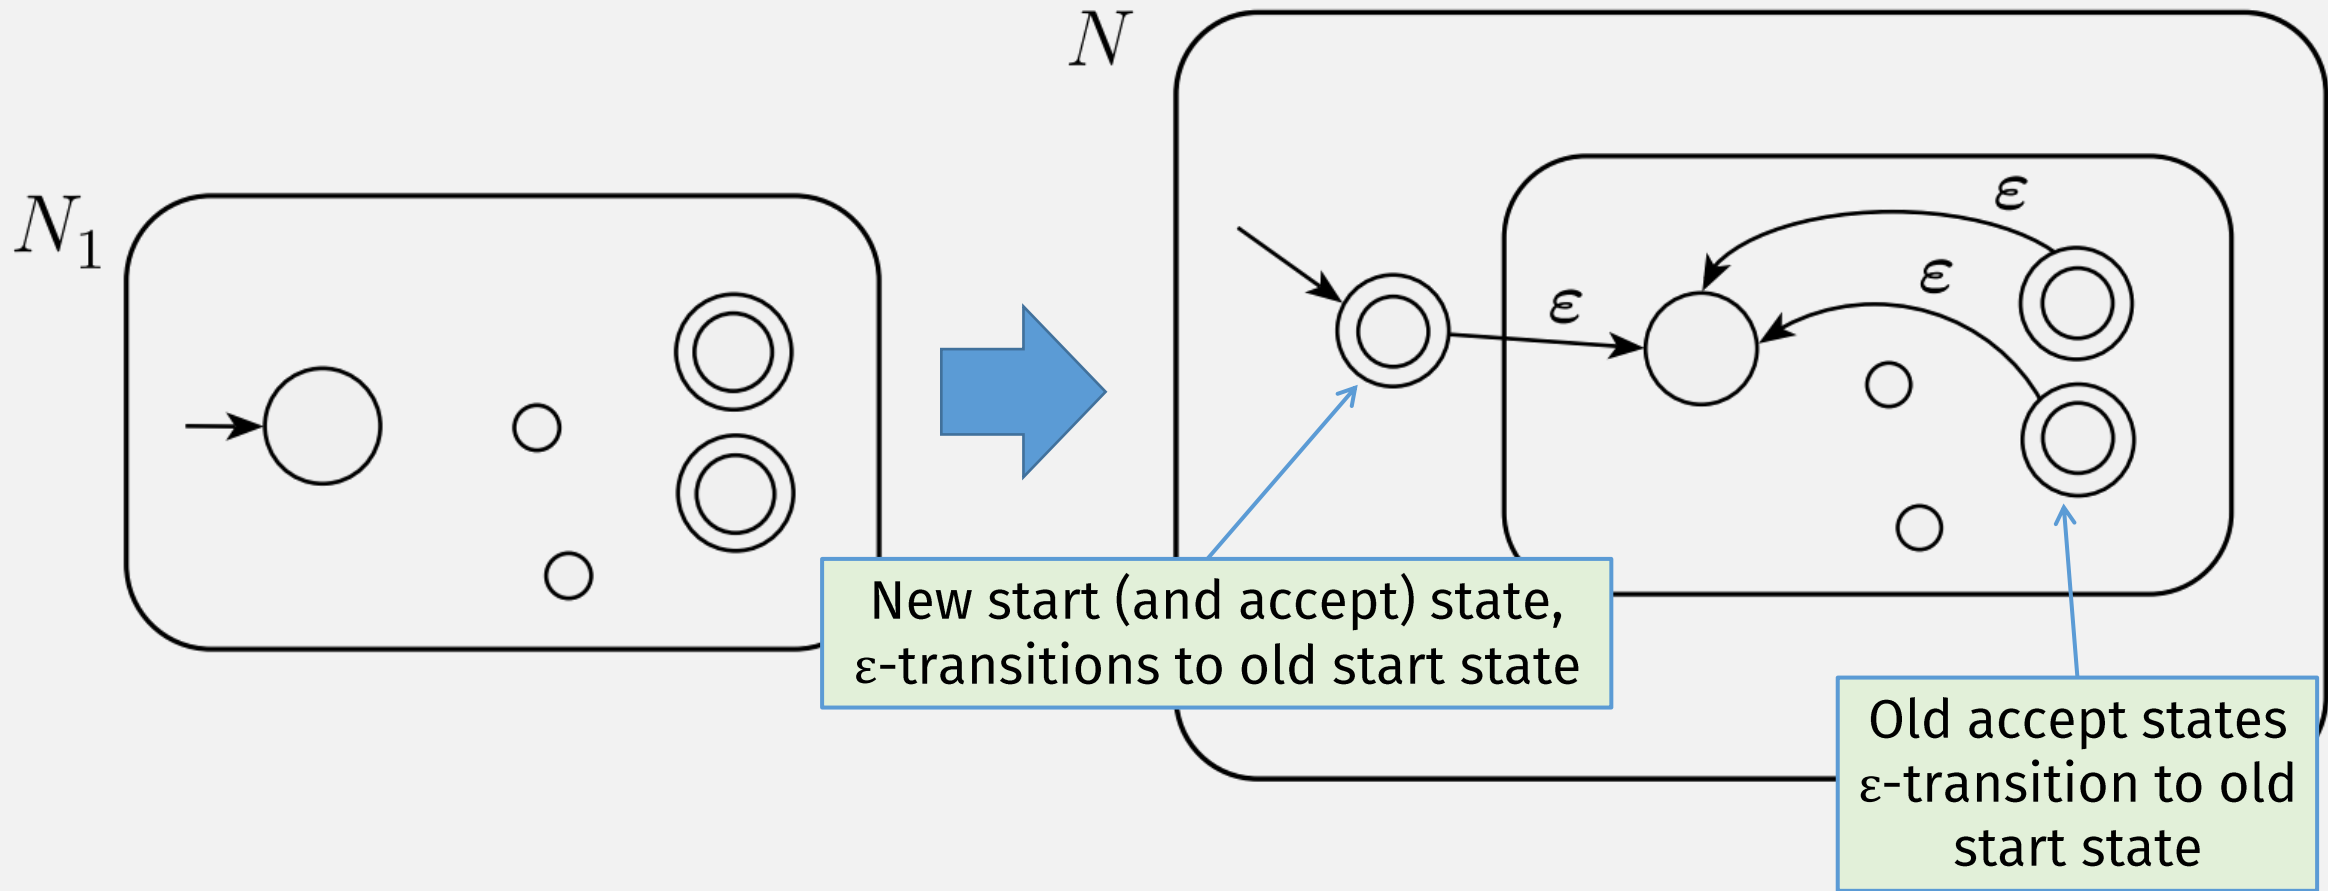 N₁
N
ε
ε
ε
New start (and accept) state,
ε-transitions to old start state
Old accept states
ε-transition to old
start state